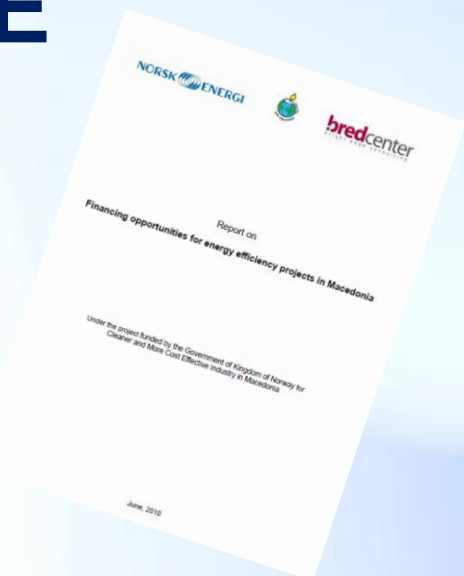 E
NORSK ENERGI
bredcenter
Report on
Financing opportunities for energy efficiency projects in Macedonia
Under the project funded by the Government of Kingdom of Norway for
Cleaner and More Cost Effective Industry in Macedonia
June, 2010